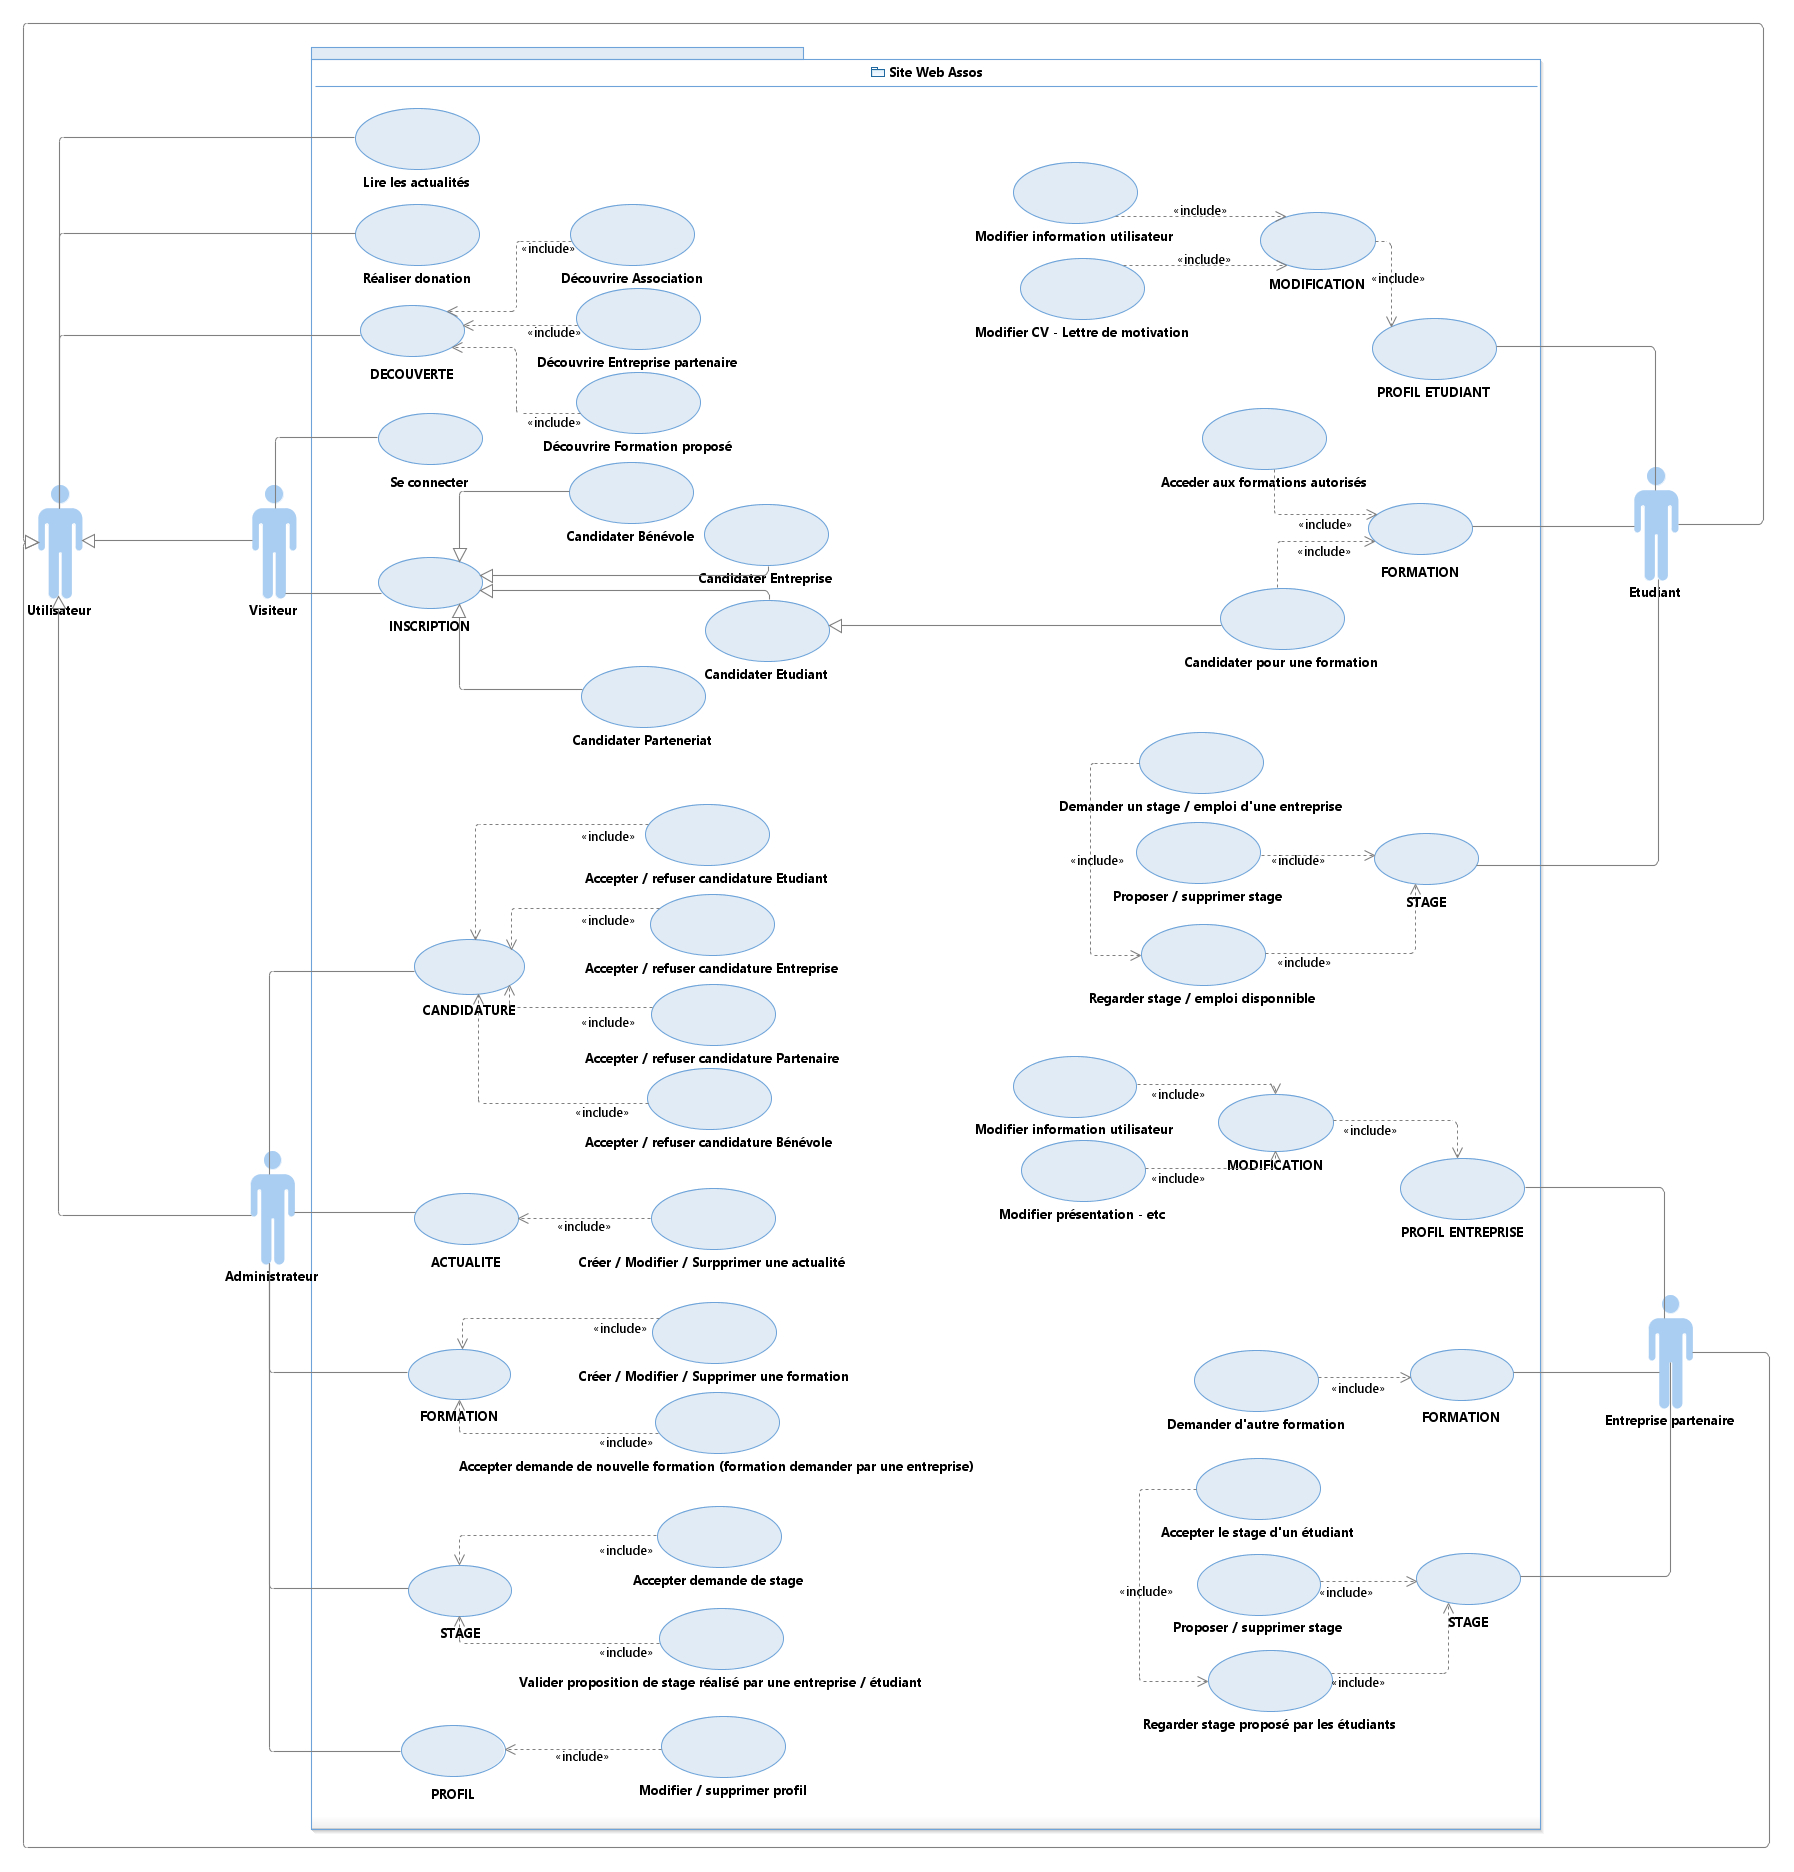 Site Web Assos
Lire les actualités
Réaliser donation
«include»
Découvrire Association
«include»
Découvrire Entreprise partenaire
DECOUVERTE
«include»
Découvrire Formation proposé
Se connecter
Candidater Bénévole
Candidater Entreprise
INSCRIPTION
Candidater Etudiant
Candidater Parteneriat
Utilisateur
Visiteur
«include»
Modifier information utilisateur
«include»
MODIFICATION
«include»
Modifier CV - Lettre de motivation
PROFIL ETUDIANT
Acceder aux formations autorisés
«include»
«include»
FORMATION
Etudiant
Candidater pour une formation
Demander un stage / emploi d'une entreprise
«include»
«include»
Proposer / supprimer stage
STAGE
«include»
Regarder stage / emploi disponnible
«include»
Accepter / refuser candidature Etudiant
«include»
Accepter / refuser candidature Entreprise
CANDIDATURE
«include»
Accepter / refuser candidature Partenaire
«include»
Accepter / refuser candidature Bénévole
«include»
Modifier information utilisateur
«include»
MODIFICATION
«include»
Modifier présentation - etc
PROFIL ENTREPRISE
Administrateur
«include»
ACTUALITE
Créer / Modifier / Surpprimer une actualité
«include»
Créer / Modifier / Supprimer une formation
FORMATION
«include»
Accepter demande de nouvelle formation (formation demander par une entreprise)
«include»
Demander d'autre formation
FORMATION
Entreprise partenaire
«include»
Accepter demande de stage
STAGE
«include»
Valider proposition de stage réalisé par une entreprise / étudiant
Accepter le stage d'un étudiant
«include»
«include»
Proposer / supprimer stage
STAGE
«include»
Regarder stage proposé par les étudiants
«include»
PROFIL
Modifier / supprimer profil